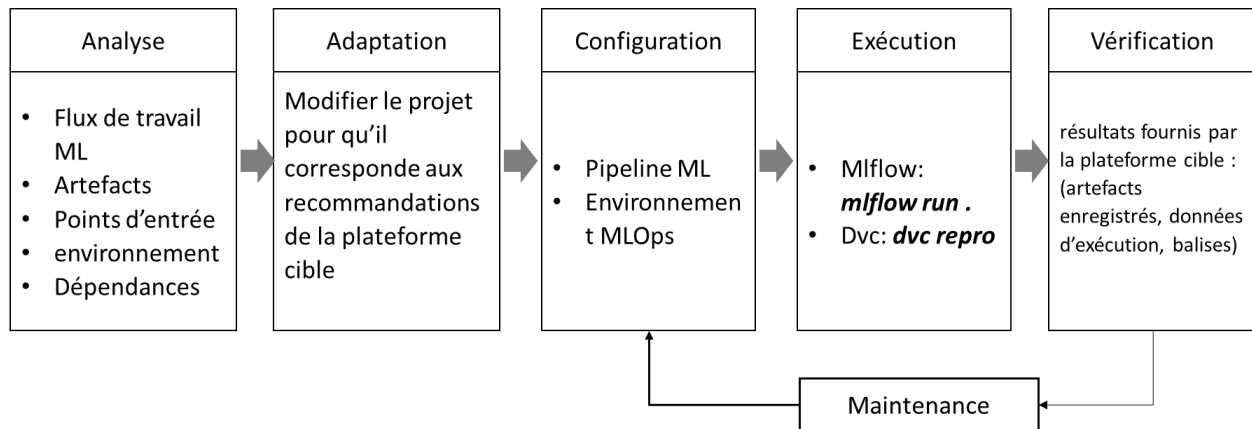 Analyse
• Flux de travail
ML
• Artefacts
• Points d'entrée
• environnement
• Dépendances
Adaptation
Modifier le projet
pour qu'il
corresponde aux
recommandations
de la plateforme
cible
Configuration
• Pipeline ML
• Environnemen
t MLOps
Exécution
• Mlflow:
mlflow run .
• Dvc: dvc repro
Vérification
résultats fournis par
la plateforme cible :
(artefacts
enregistrés, données
d'exécution, balises)
Maintenance